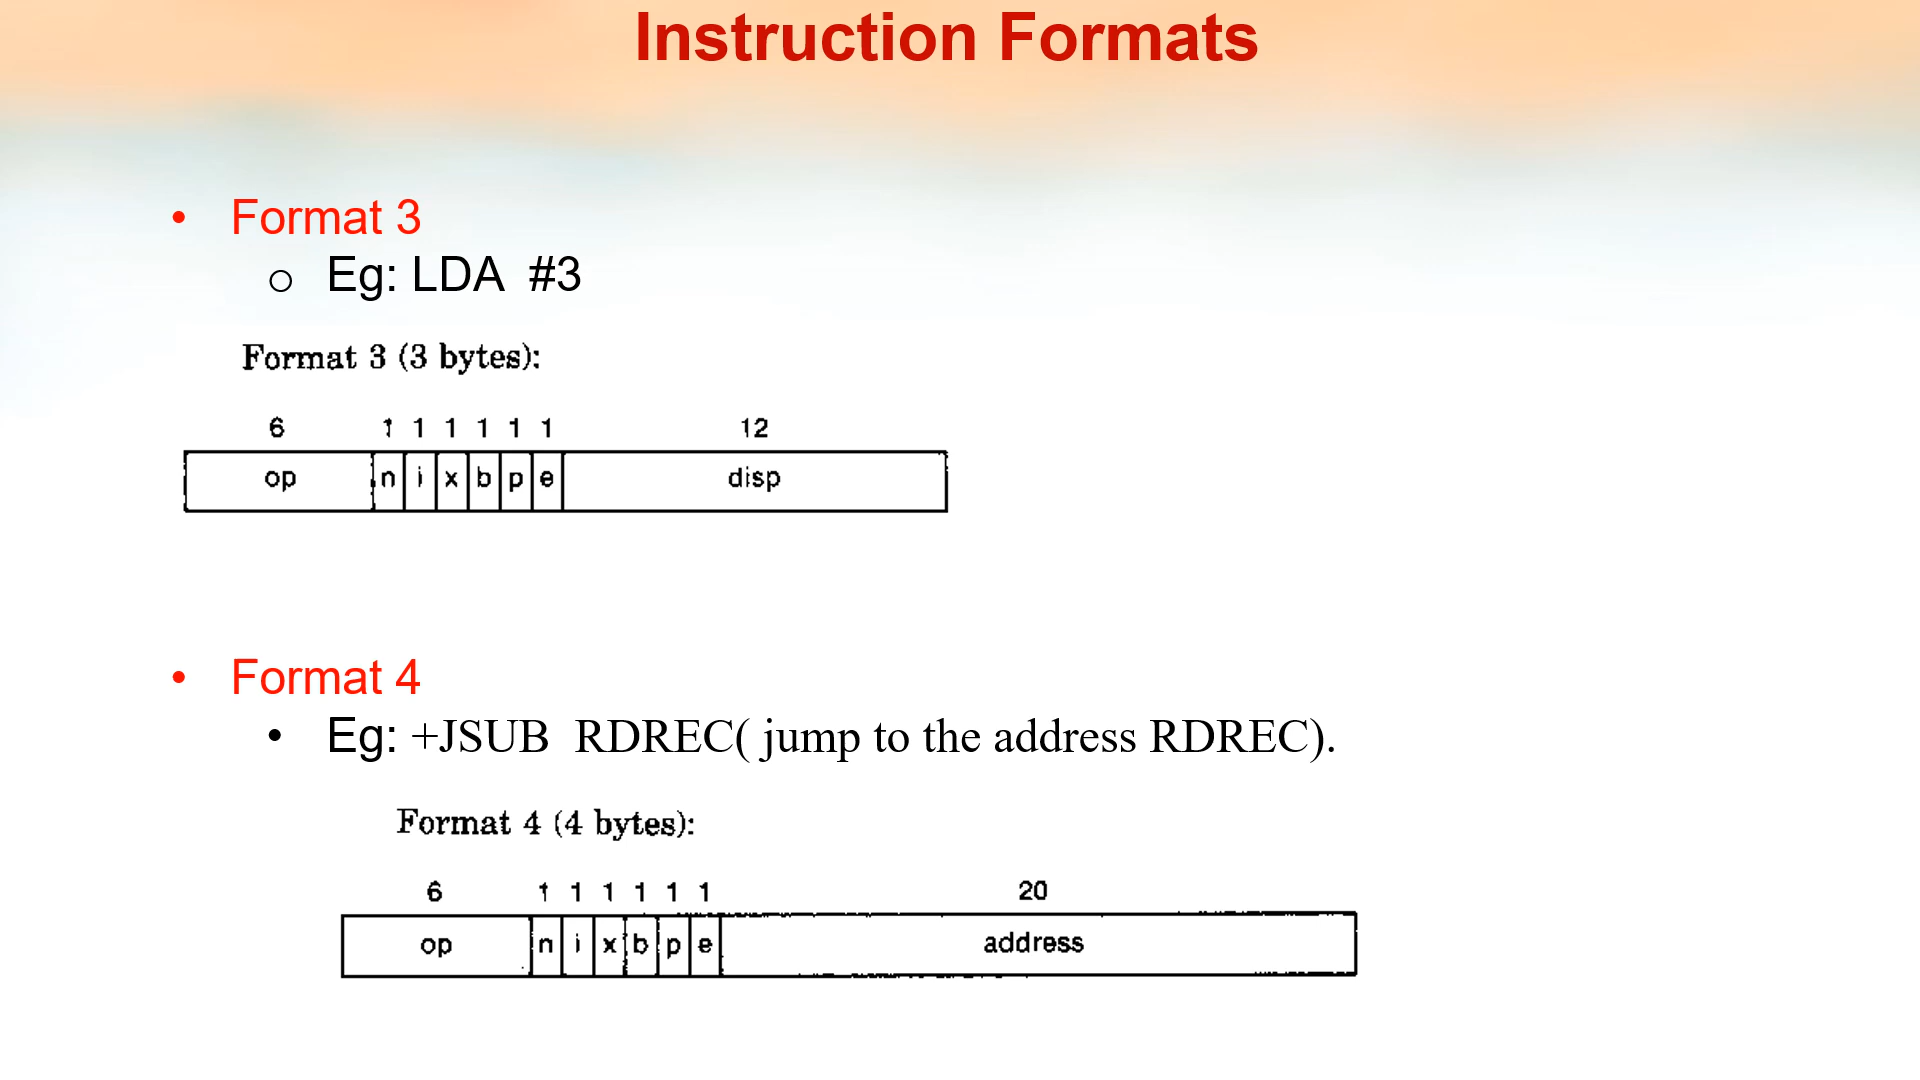 Instruction Formats
• Format 3
o Eg: LDA #3
Format 3 (3 bytes):
6 1 1 1 1 1 1 12
op n i x b p e disp
• Format 4
• Eg: +JSUB RDREC( jump to the address RDREC).
Format 4 (4 bytes):
6 1 1 1 1 1 1 20
op n i x b p e address